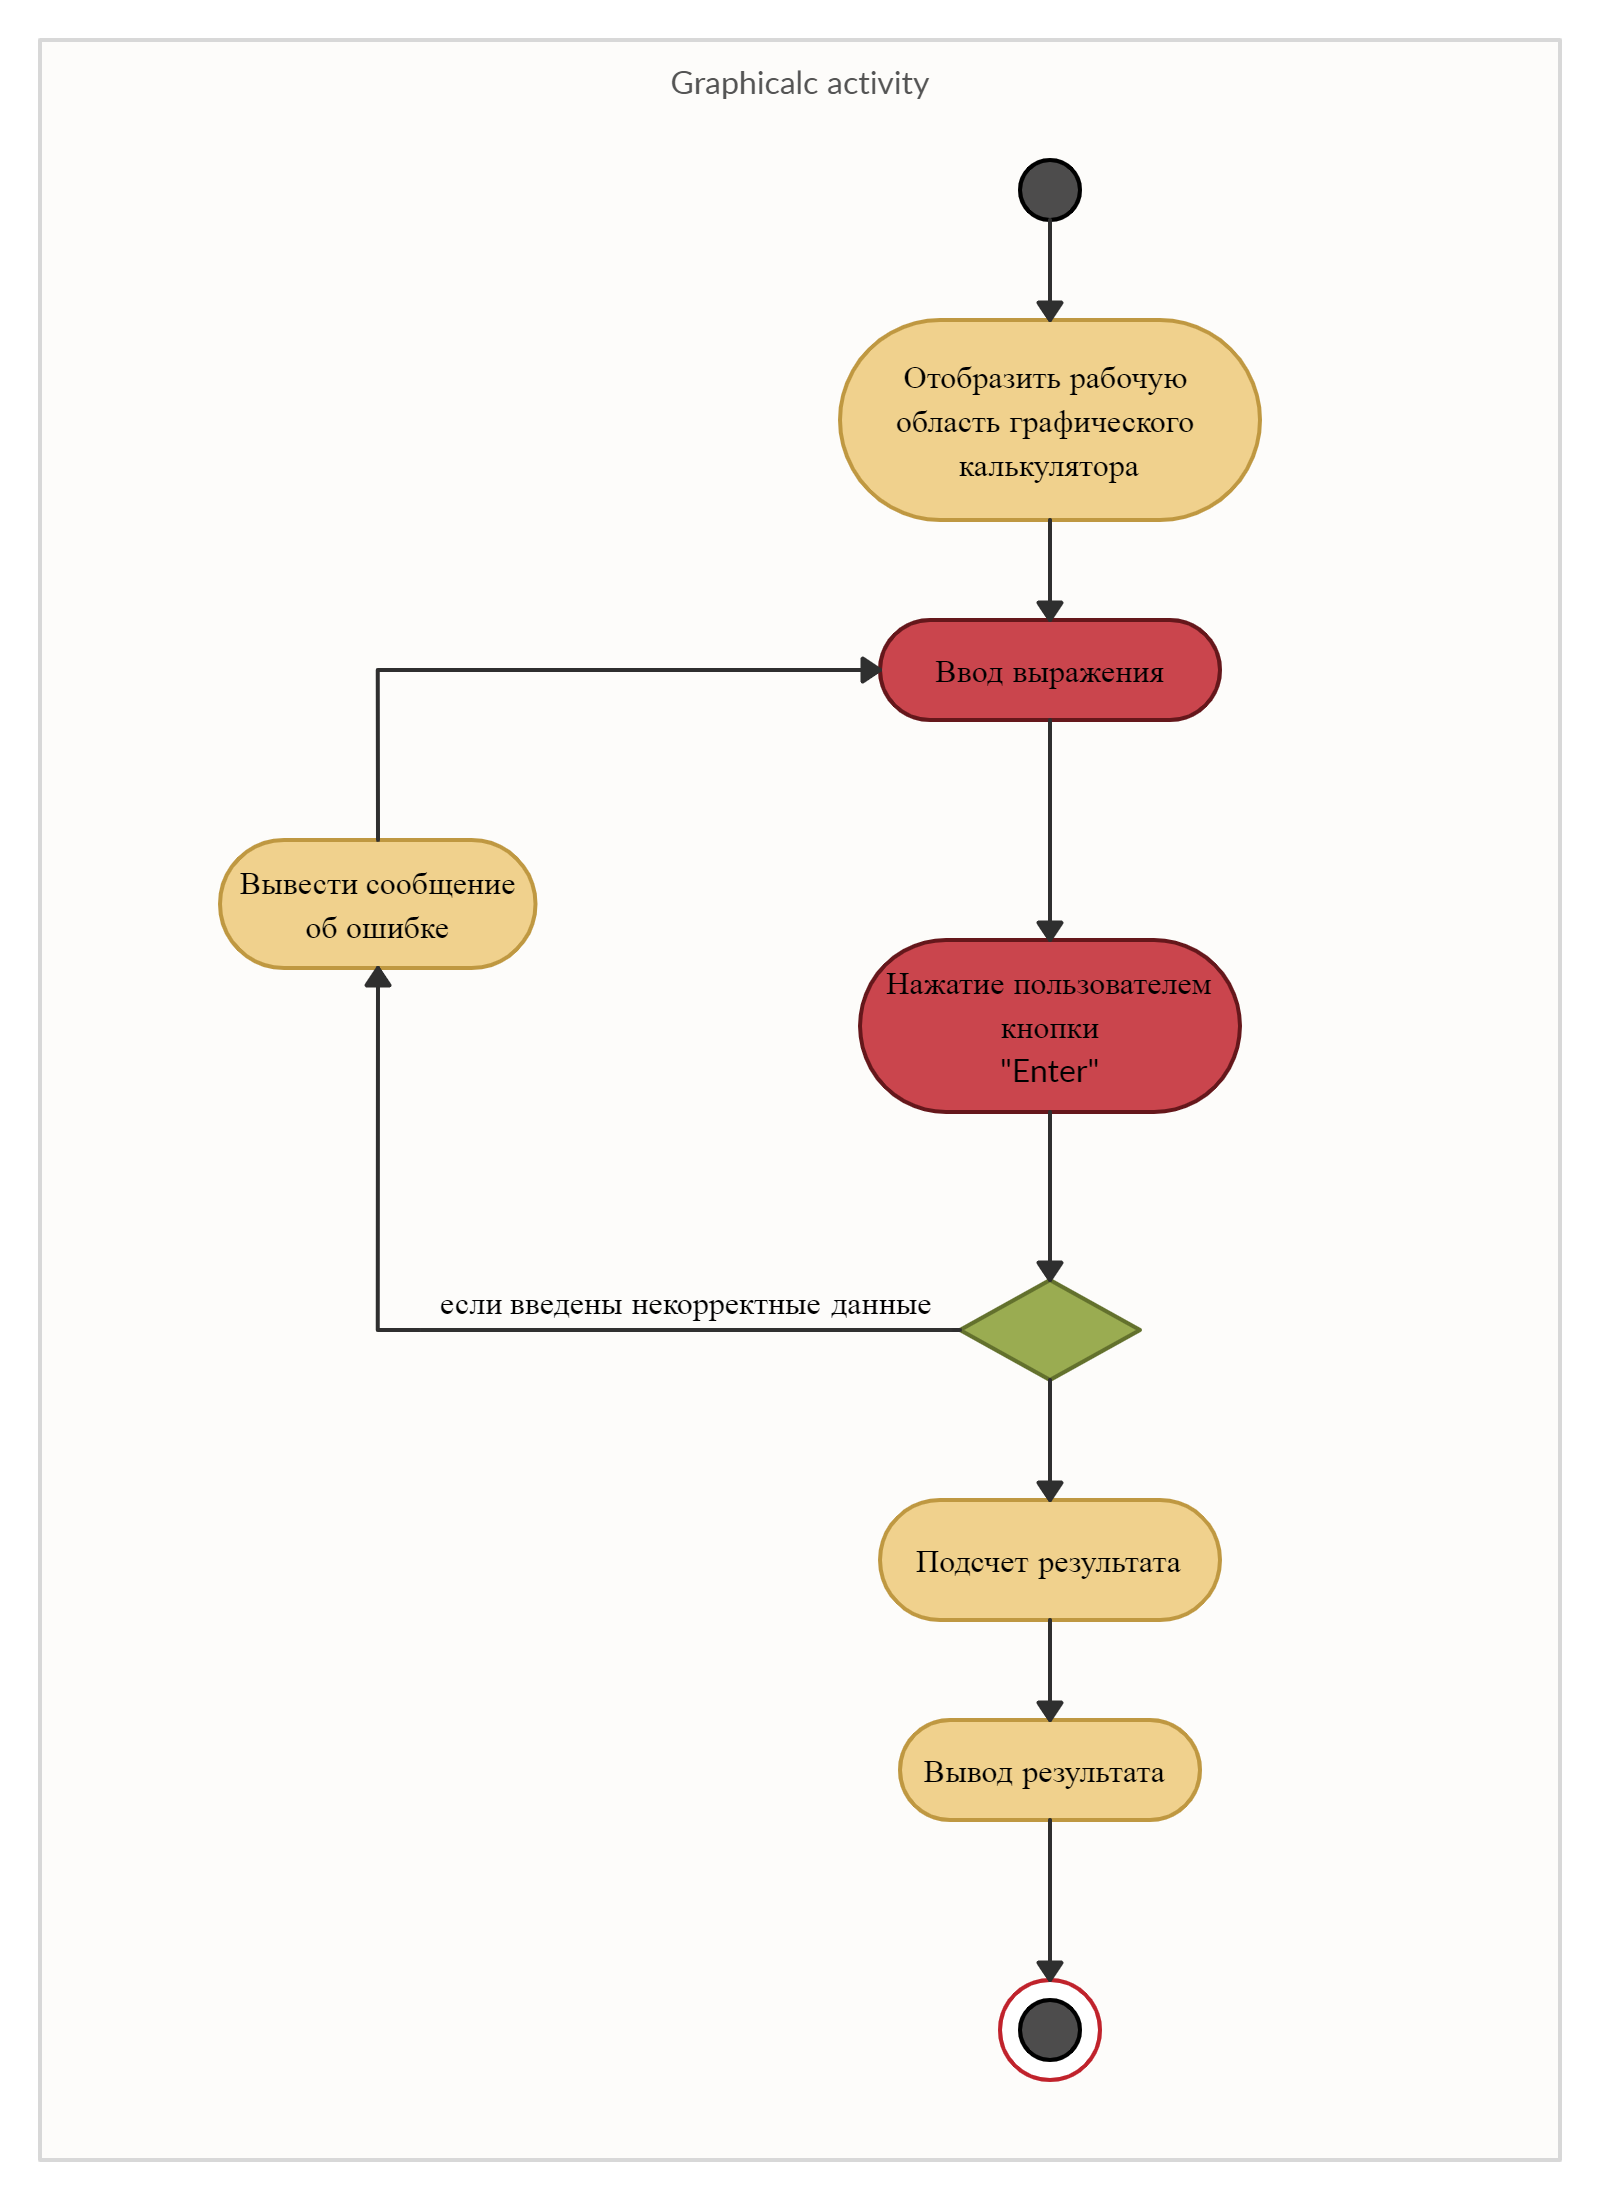 Graphicalc activity
Отобразить рабочую
область графического
калькулятора
Ввод выражения
Вывести сообщение
об ошибке
Нажатие пользователем
кнопки
"Enter"
если введены некорректные данные
Подсчет результата
Вывод результата